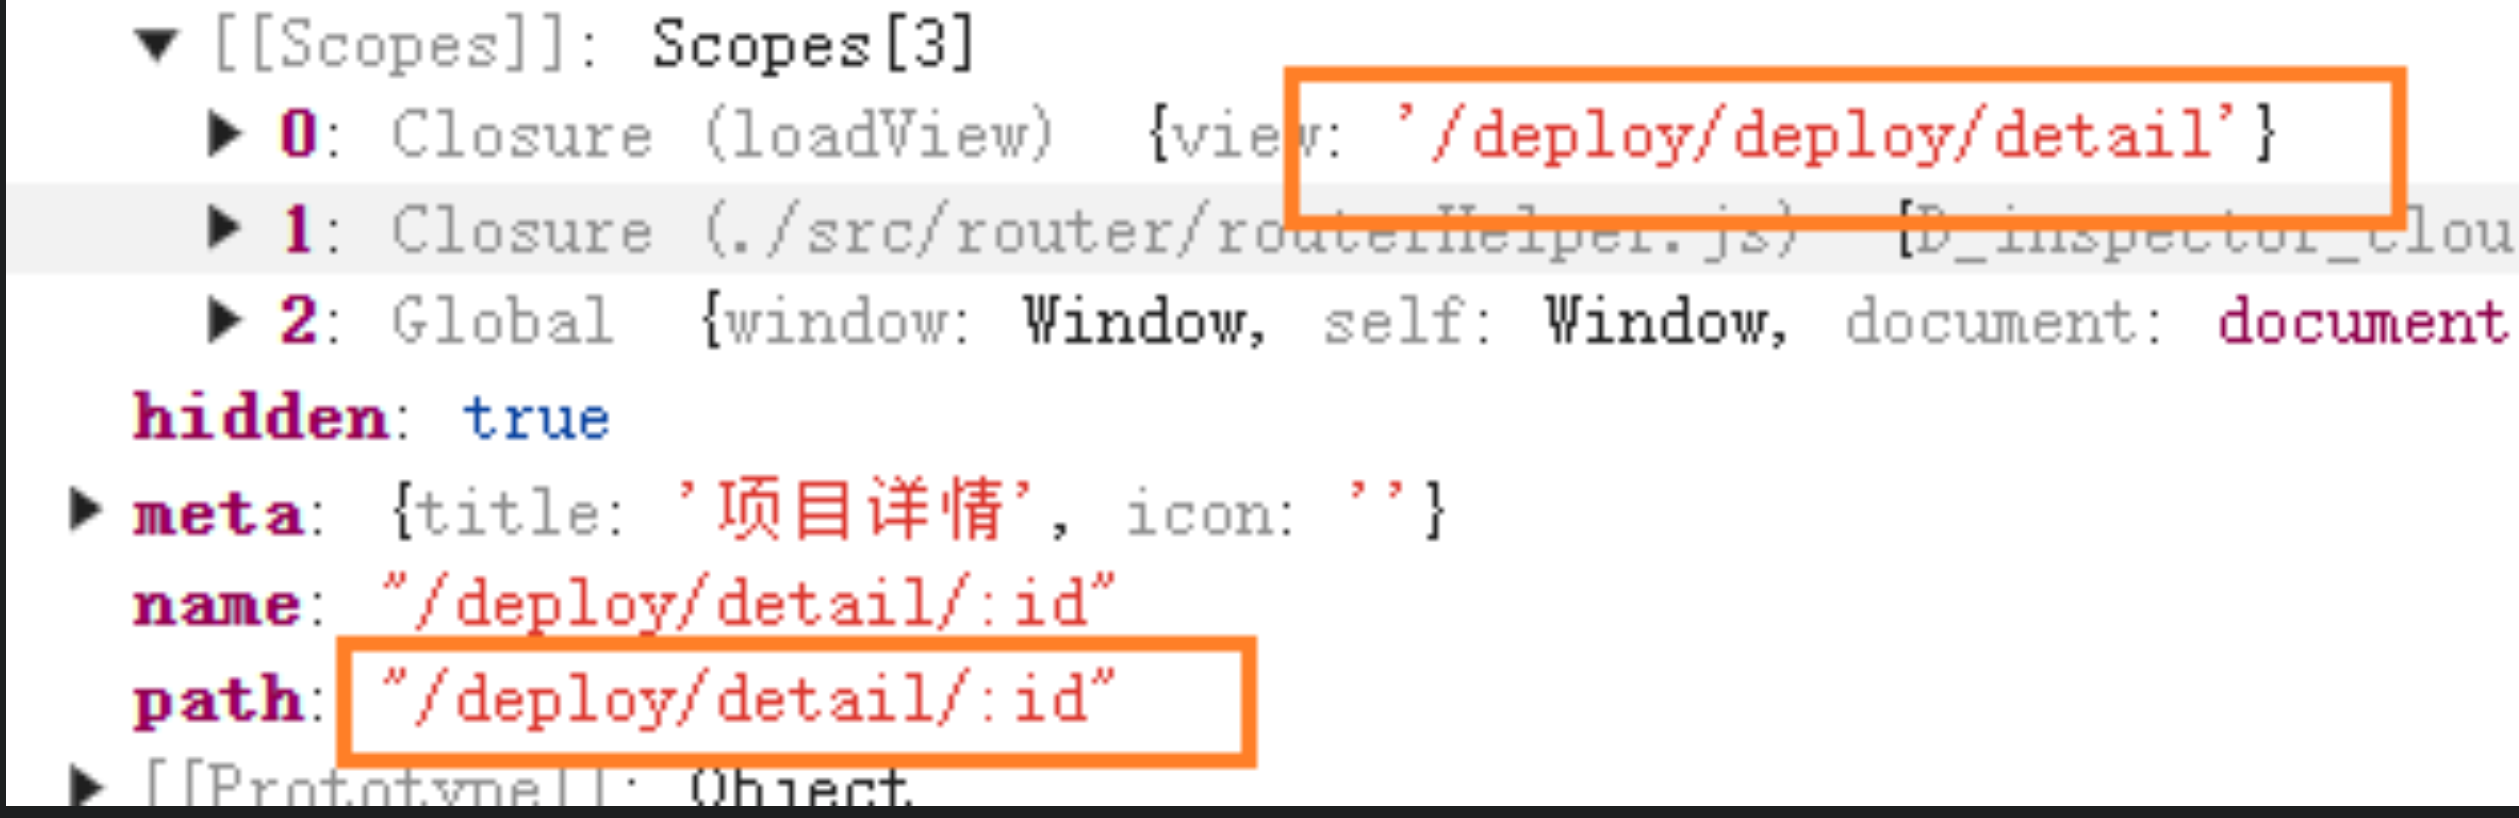 [[Scopes]]: Scopes[3]
0: Closure (loadView) {view: '/deploy/deploy/detail'}
1: Closure (./src/router/routerHelper.js) [D_inspector_clou
2: Global {window: Window, self: Window, document: document
hidden: true
meta: {title: '项目详情', icon: ''}
name: "/deploy/detail/:id"
path: "/deploy/detail/:id"
[[Prototype]]: Object